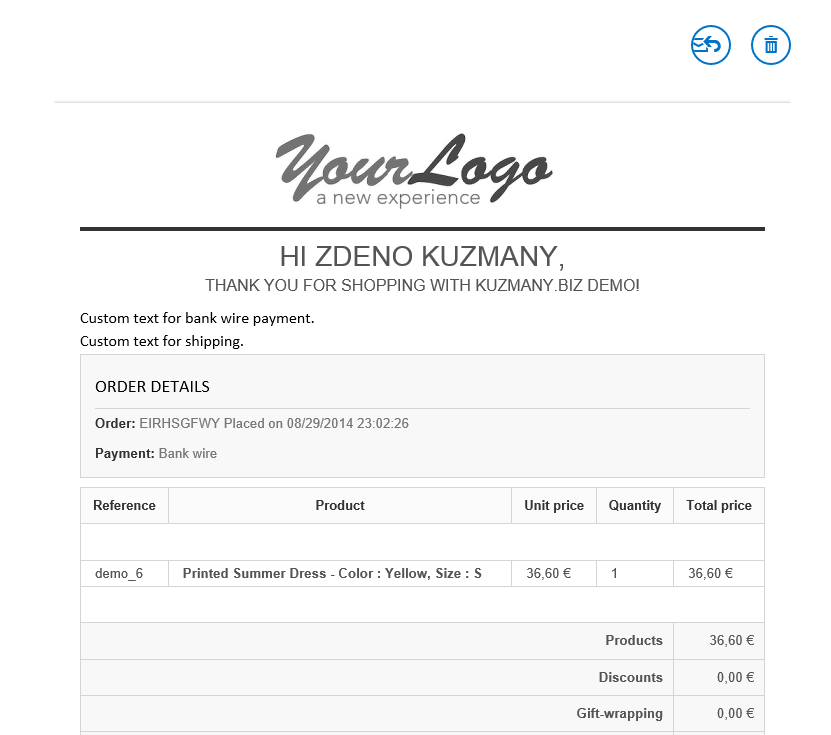 YourLogo
a new experience
HI ZDENO KUZMANY,
THANK YOU FOR SHOPPING WITH KUZMANY.BIZ DEMO!
Custom text for bank wire payment.
Custom text for shipping.
ORDER DETAILS
Order: EIRHSGFWY Placed on 08/29/2014 23:02:26
Payment: Bank wire
Reference Product Unit price Quantity Total price
demo_6 Printed Summer Dress - Color : Yellow, Size : S 36,60 € 1 36,60 €
Products 36,60 €
Discounts 0,00 €
Gift-wrapping 0,00 €